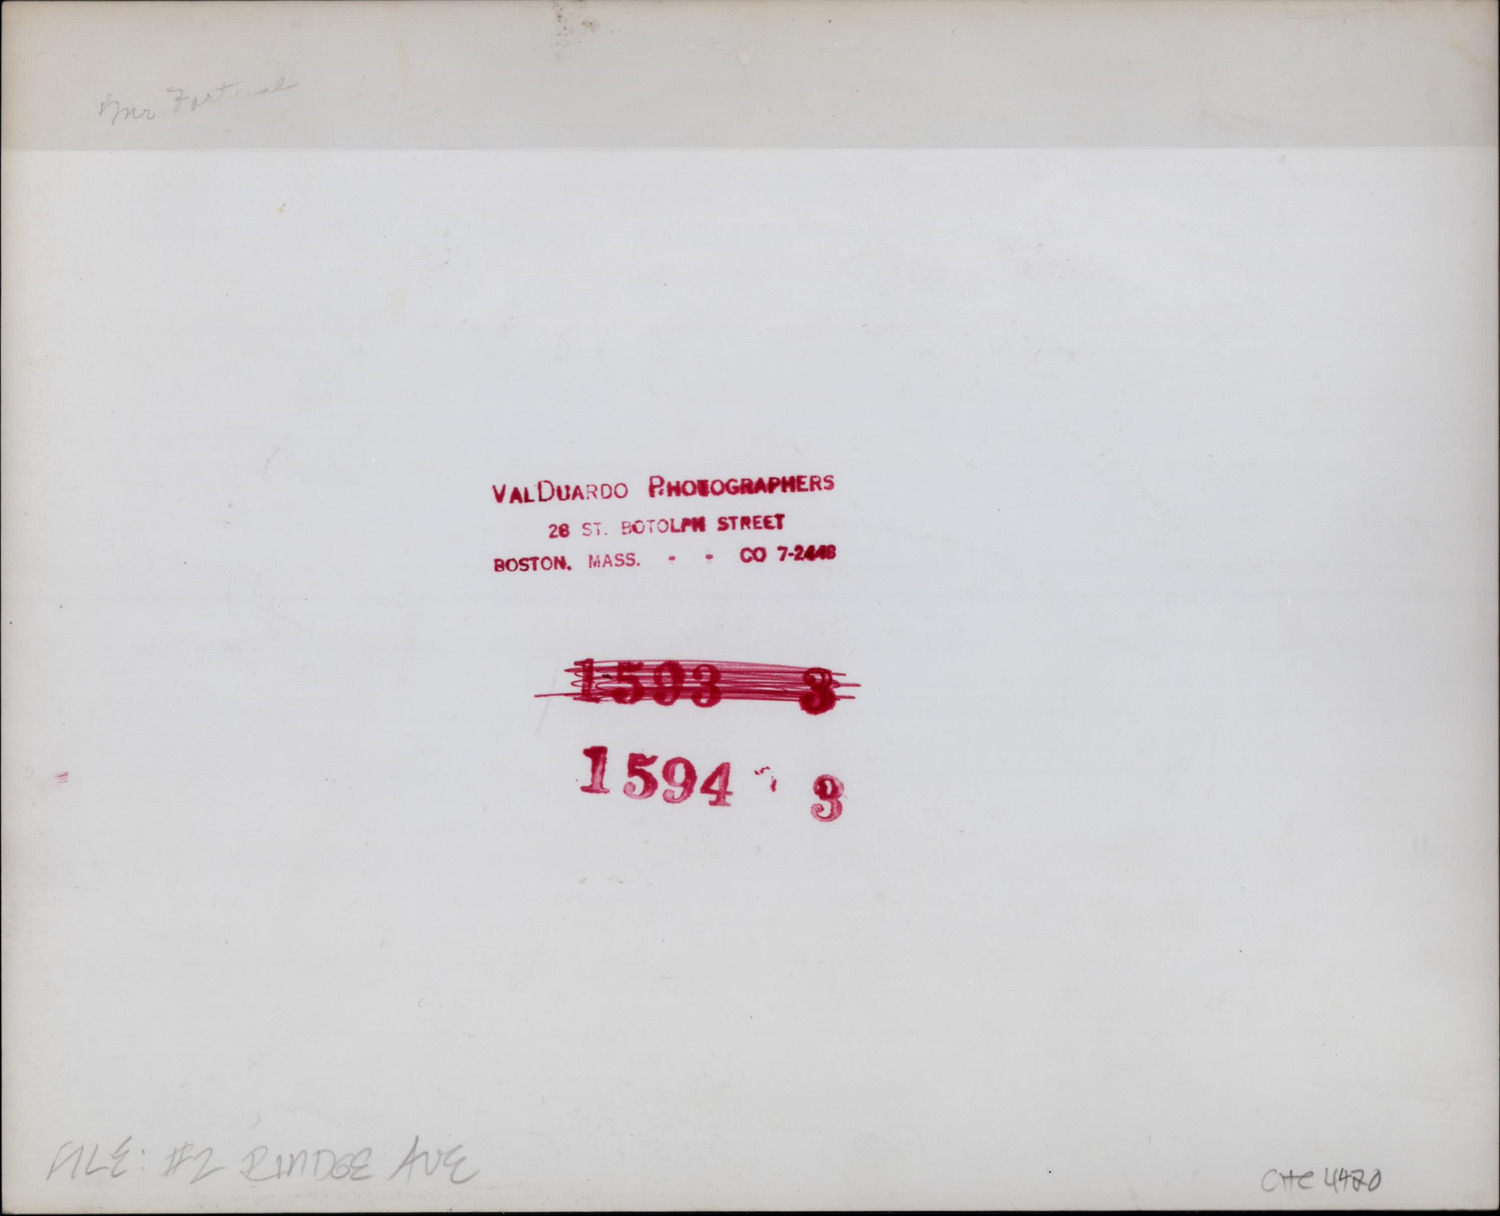 Mr
VALDUARDO PHOTOGRAPHERS
28 ST. BOTOLPH STREET
BOSTON, MASS. - - CO 7-2448
1593 3
1594 3
FILE: #2 RINDGE AVE
CHC 4470